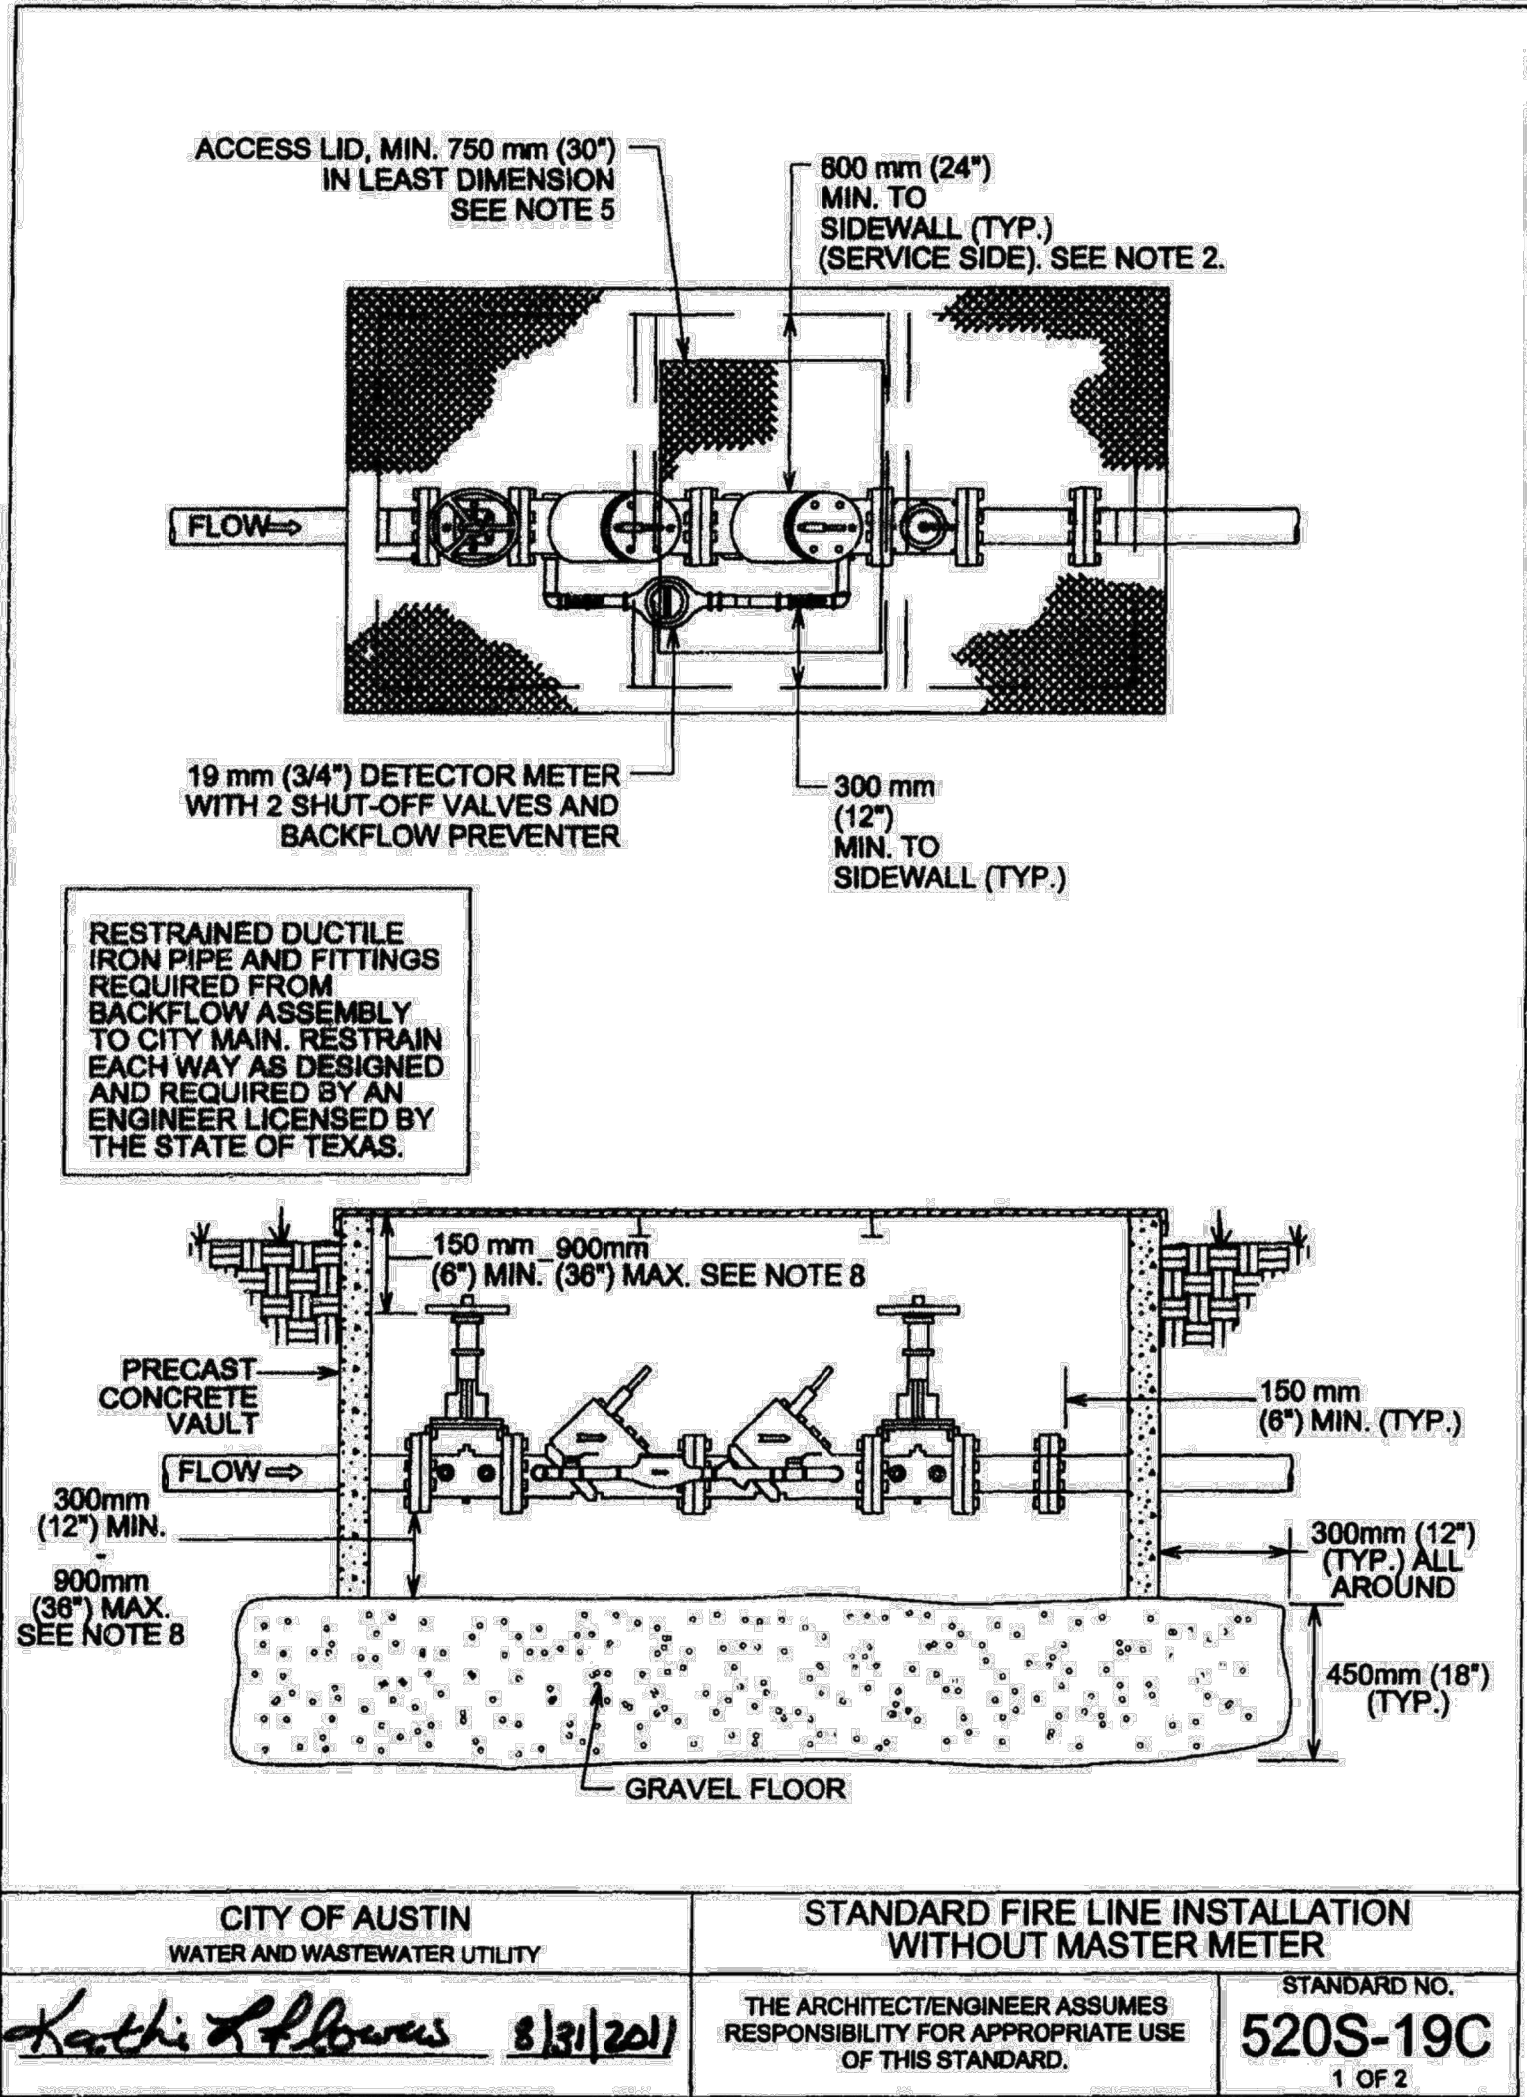 ACCESS LID, MIN. 750 mm (30")
IN LEAST DIMENSION
SEE NOTE 5
600 mm (24")
MIN. TO
SIDEWALL (TYP.)
(SERVICE SIDE). SEE NOTE 2.
FLOW
19 mm (3/4") DETECTOR METER
WITH 2 SHUT-OFF VALVES AND
BACKFLOW PREVENTER
300 mm
(12")
MIN. TO
SIDEWALL (TYP.)
RESTRAINED DUCTILE
IRON PIPE AND FITTINGS
REQUIRED FROM
BACKFLOW ASSEMBLY
TO CITY MAIN. RESTRAIN
EACH WAY AS DESIGNED
AND REQUIRED BY AN
ENGINEER LICENSED BY
THE STATE OF TEXAS.
150 mm - 900mm
(6") MIN. (36") MAX. SEE NOTE 8
PRECAST
CONCRETE
VAULT
150 mm
(6") MIN. (TYP.)
FLOW
300mm
(12") MIN.
-
900mm
(36") MAX.
SEE NOTE 8
300mm (12")
(TYP.) ALL
AROUND
450mm (18")
(TYP.)
GRAVEL FLOOR
CITY OF AUSTIN
WATER AND WASTEWATER UTILITY
STANDARD FIRE LINE INSTALLATION
WITHOUT MASTER METER
Kathi L Flowers 8/31/2011
THE ARCHITECT/ENGINEER ASSUMES
RESPONSIBILITY FOR APPROPRIATE USE
OF THIS STANDARD.
STANDARD NO.
520S-19C
1 OF 2